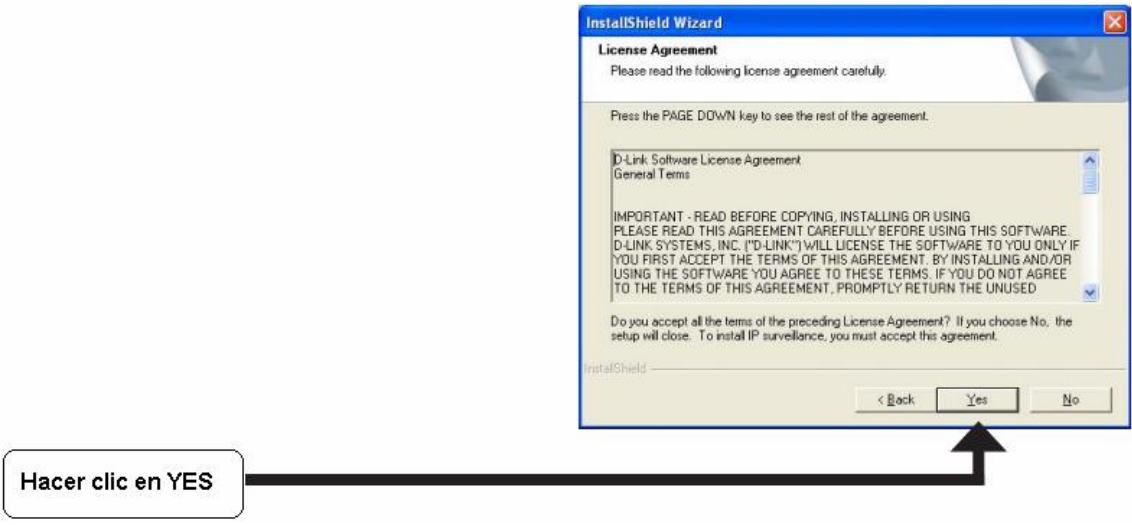 InstallShield Wizard
License Agreement
Please read the following license agreement carefully.
Press the PAGE DOWN key to see the rest of the agreement.
D-Link Software License Agreement
General Terms
IMPORTANT - READ BEFORE COPYING, INSTALLING OR USING
PLEASE READ THIS AGREEMENT CAREFULLY BEFORE USING THIS SOFTWARE.
D-LINK SYSTEMS, INC. ("D-LINK") WILL LICENSE THE SOFTWARE TO YOU ONLY IF
YOU FIRST ACCEPT THE TERMS OF THIS AGREEMENT. BY INSTALLING AND/OR
USING THE SOFTWARE YOU AGREE TO THESE TERMS. IF YOU DO NOT AGREE
TO THE TERMS OF THIS AGREEMENT, PROMPTLY RETURN THE UNUSED
Do you accept all the terms of the preceding License Agreement? If you choose No, the
setup will close. To install IP surveillance, you must accept this agreement.
InstallShield
< Back Yes No
Hacer clic en YES